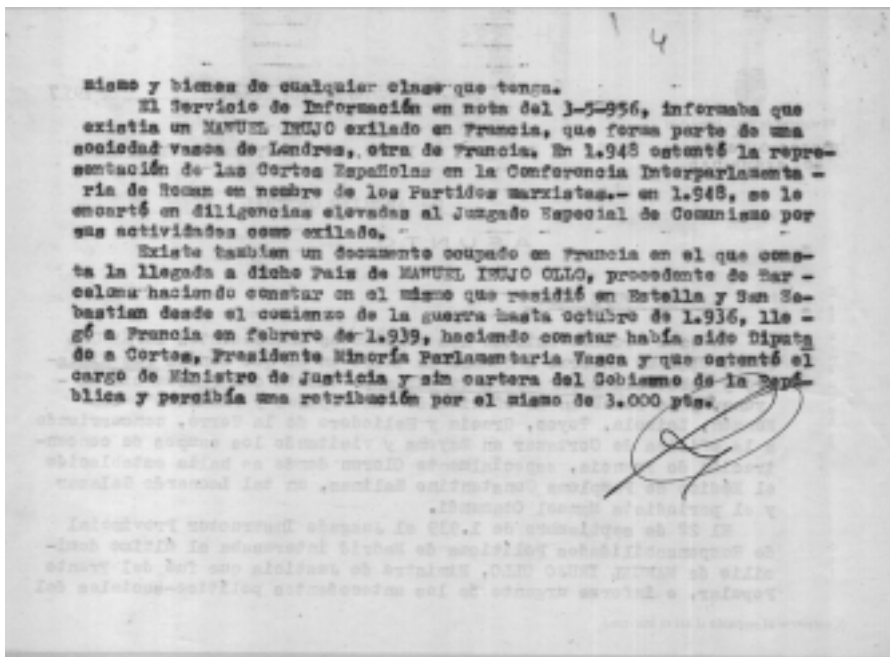 4
mismo y bienes de cualquier clase que tenga.
El Servicio de Información en nota del 3-5-956, informaba que
existia un MANUEL IRUJO exilado en Francia, que forma parte de una
sociedad vasca de Londres, otra de Francia. En 1.948 ostentó la repre-
sentación de las Cortes Españolas en la Conferencia Interparlamenta -
ria de Roman en nombre de los Partidos marxistas.- en 1.948, se le
encartó en diligencias elevadas al Juzgado Especial de Comunismo por
sus actividades como exilado.
Existe tambien un documento ocupado en Francia en el que cons-
ta la llegada a dicho Pais de MANUEL IRUJO OLLO, procedente de Bar -
celona haciendo constar en el mismo que residió en Estella y San Se-
bastian desde el comienzo de la guerra hasta octubre de 1.936, lle -
gó a Francia en febrero de 1.939, haciendo constar había sido Diputa
do a Cortes, Presidente Minoría Parlamentaria Vasca y que ostentó el
cargo de Ministro de Justicia y sin cartera del Gobierno de la Repú-
blica y percibía una retribución por el mismo de 3.000 pts.